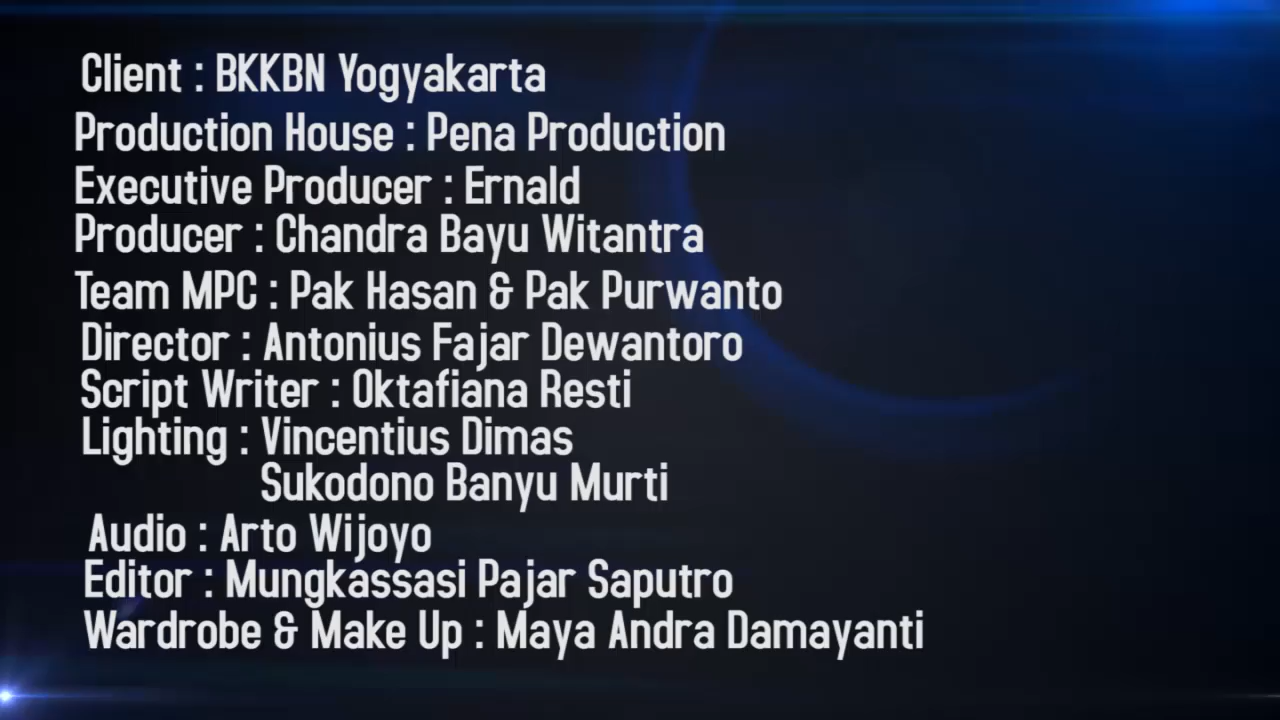 Client : BKKBN Yogyakarta
Production House : Pena Production
Executive Producer : Ernald
Producer : Chandra Bayu Witantra
Team MPC : Pak Hasan & Pak Purwanto
Director : Antonius Fajar Dewantoro
Script Writer : Oktafiana Resti
Lighting : Vincentius Dimas
Sukodono Banyu Murti
Audio : Arto Wijoyo
Editor : Mungkassasi Pajar Saputro
Wardrobe & Make Up : Maya Andra Damayanti